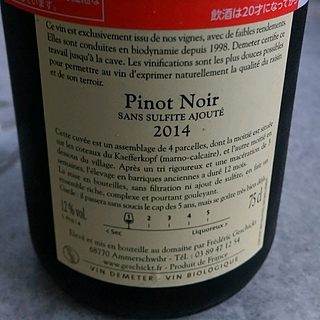 飲酒は20才になってから
Ce vin est exclusivement issu de nos vignes, avec de faibles rendements.
Elles sont conduites en biodynamie depuis 1998. Demeter certifie ce
travail jusqu'à la cave. Les vinifications sont les plus douces possibles
pour permettre au vin d'exprimer naturellement la qualité du raisin
et de son terroir.
Pinot Noir
SANS SULFITE AJOUTÉ
2014
Cette cuvée est un assemblage de 4 parcelles, dont la moitié est située
sur les coteaux du Kaefferkopf (marno-calcaire), et l'autre moitié en
dessous du village. Après un tri rigoureux et une macération de 3
semaines, l'élevage en barriques anciennes a duré 12 mois.
La mise en bouteilles, sans filtration ni ajout de sulfite, en fait un
ensemble riche, complexe et pourtant gouleyant.
Garde : il passera sans soucis le cap des 5 ans, mais se goûte très bien
12 % vol.
75 cl
2 3 4 5
< Sec
Liquoreux >
Elevé et mis en bouteille au domaine par Frédéric Geschickt
68770 Ammerschwihr - Tél. : 03 89 47 12 54
www.geschickt.fr - Produit de France
VIN DEMETER - VIN BIOLOGIQUE